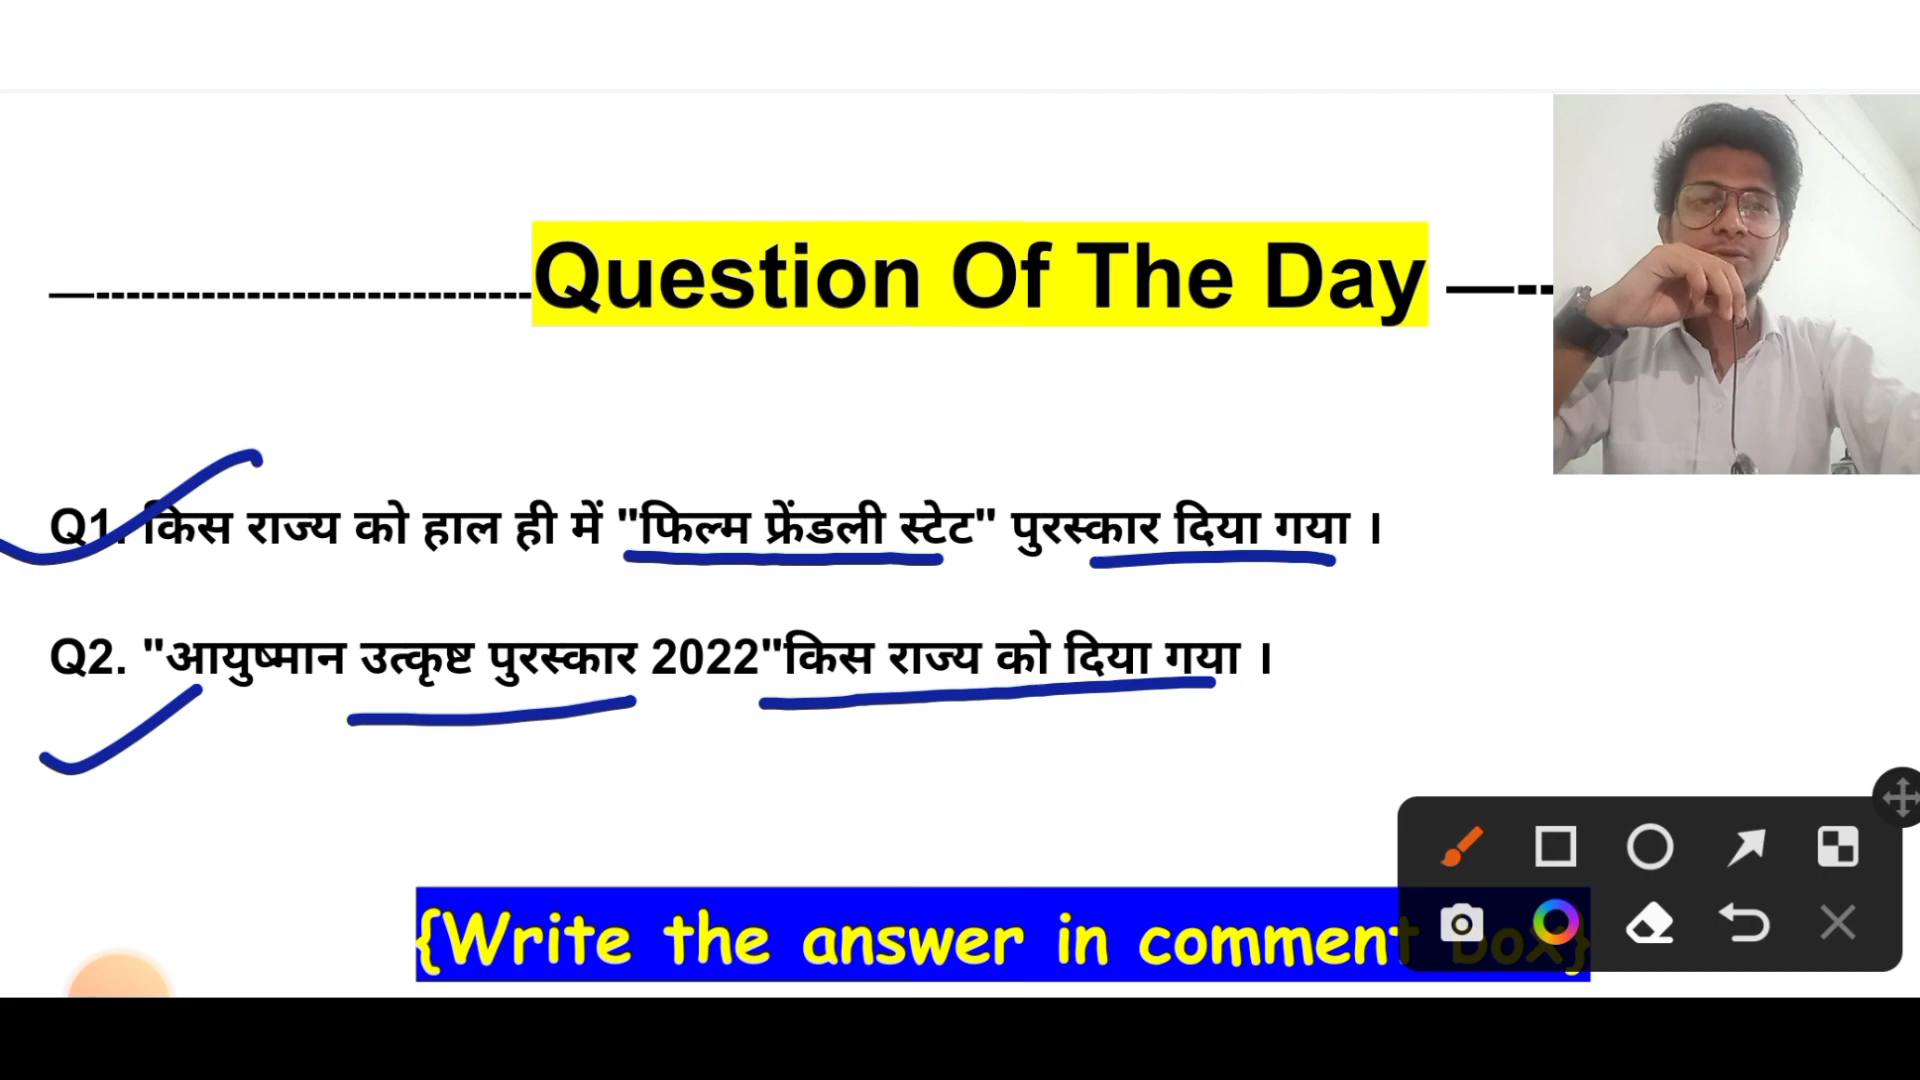 —-----------------------------Question Of The Day —--
Q1. किस राज्य को हाल ही में "फिल्म फ्रेंडली स्टेट" पुरस्कार दिया गया ।
Q2. "आयुष्मान उत्कृष्ट पुरस्कार 2022"किस राज्य को दिया गया ।
{Write the answer in comment box}